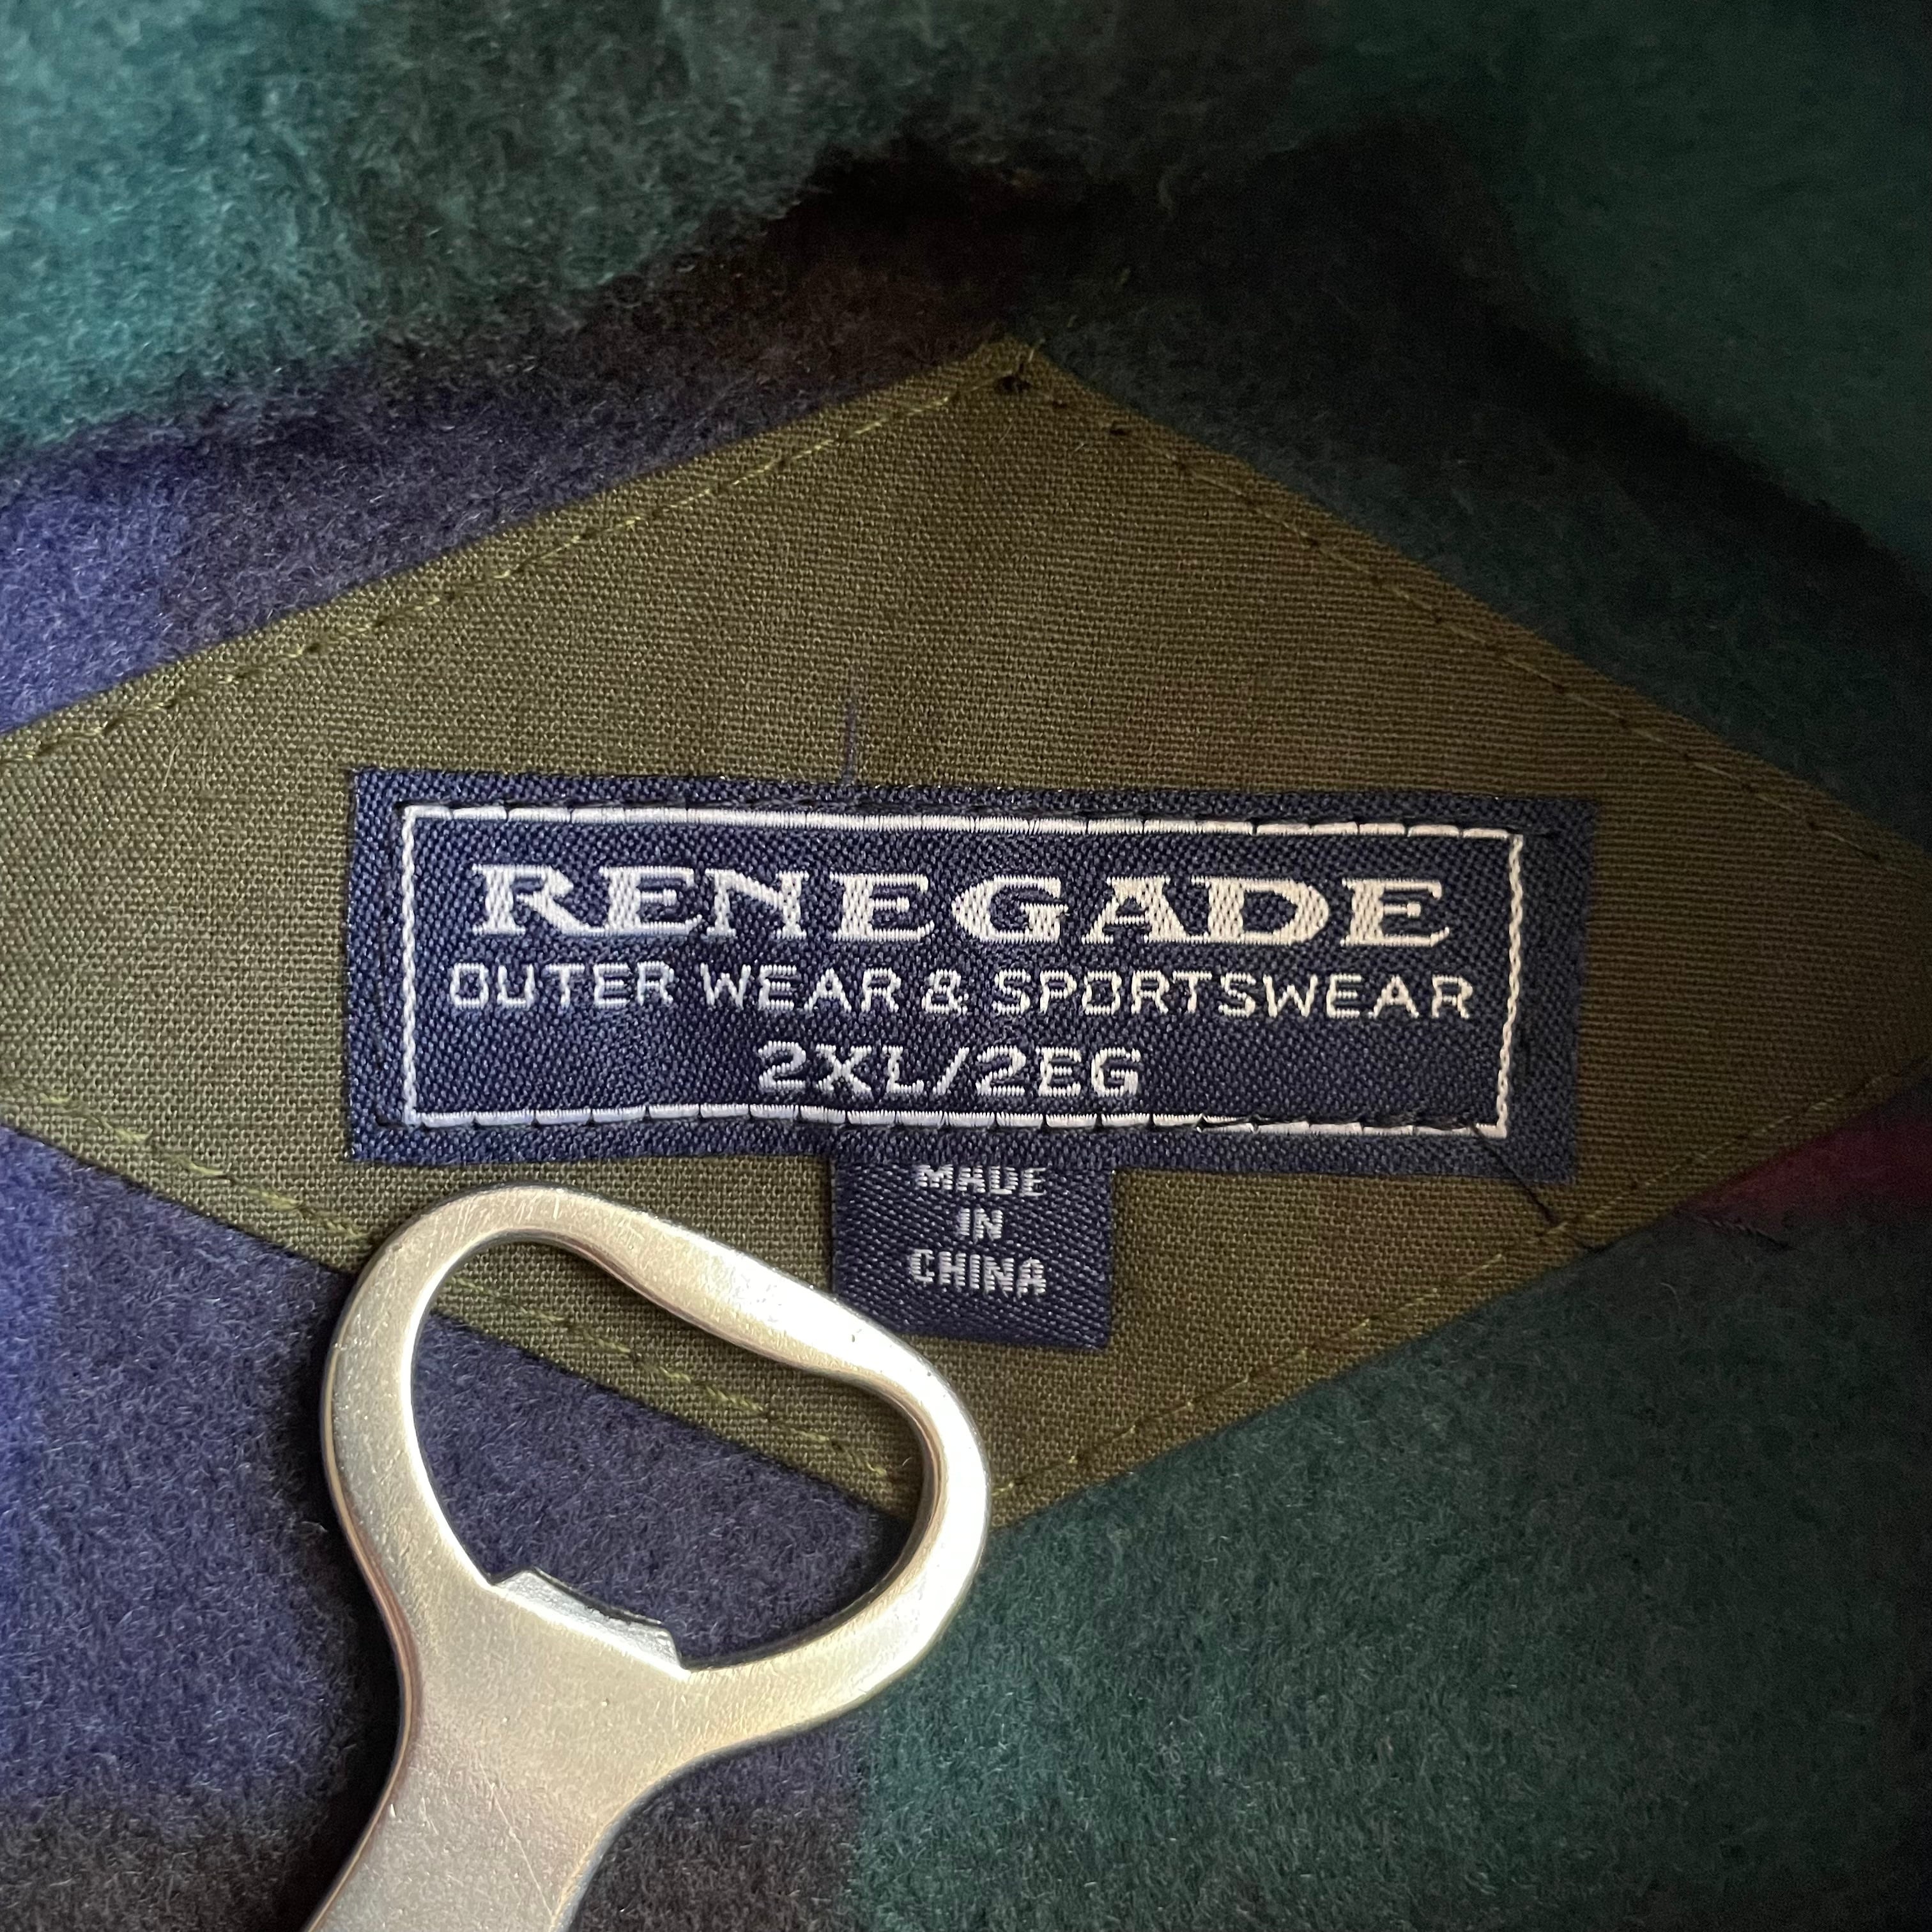 RENEGADE
OUTER WEAR & SPORTSWEAR
2XL/2EG
MADE
IN
CHINA